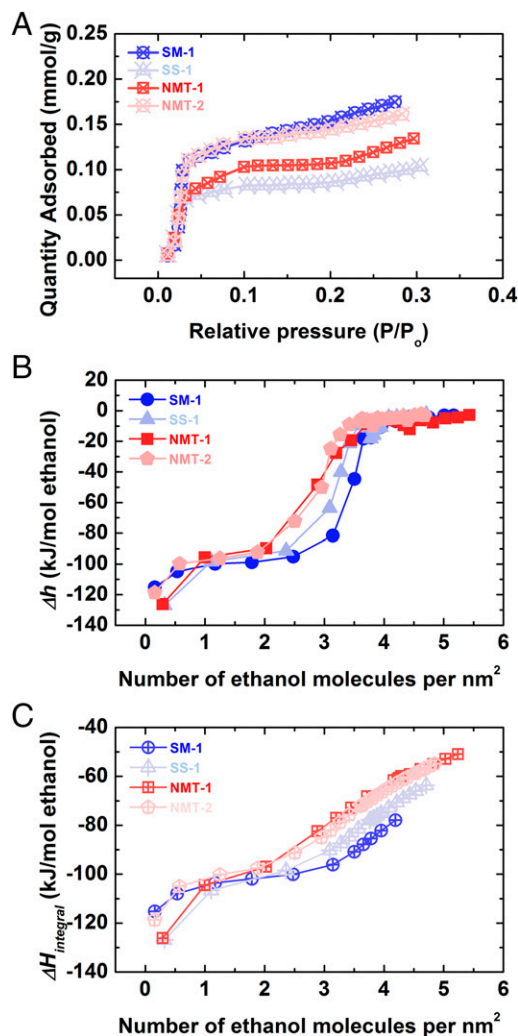 A
Quantity Adsorbed (mmol/g)
0.25
0.20
0.15
0.10
0.05
0.00
SM-1
SS-1
NMT-1
NMT-2
0.0 0.1 0.2 0.3 0.4
Relative pressure (P/Po)
B
Δh (kJ/mol ethanol)
20
0
-20
-40
-60
-80
-100
-120
-140
SM-1
SS-1
NMT-1
NMT-2
0 1 2 3 4 5 6
Number of ethanol molecules per nm²
C
ΔHintegral (kJ/mol ethanol)
-40
-60
-80
-100
-120
-140
SM-1
SS-1
NMT-1
NMT-2
0 1 2 3 4 5 6
Number of ethanol molecules per nm²